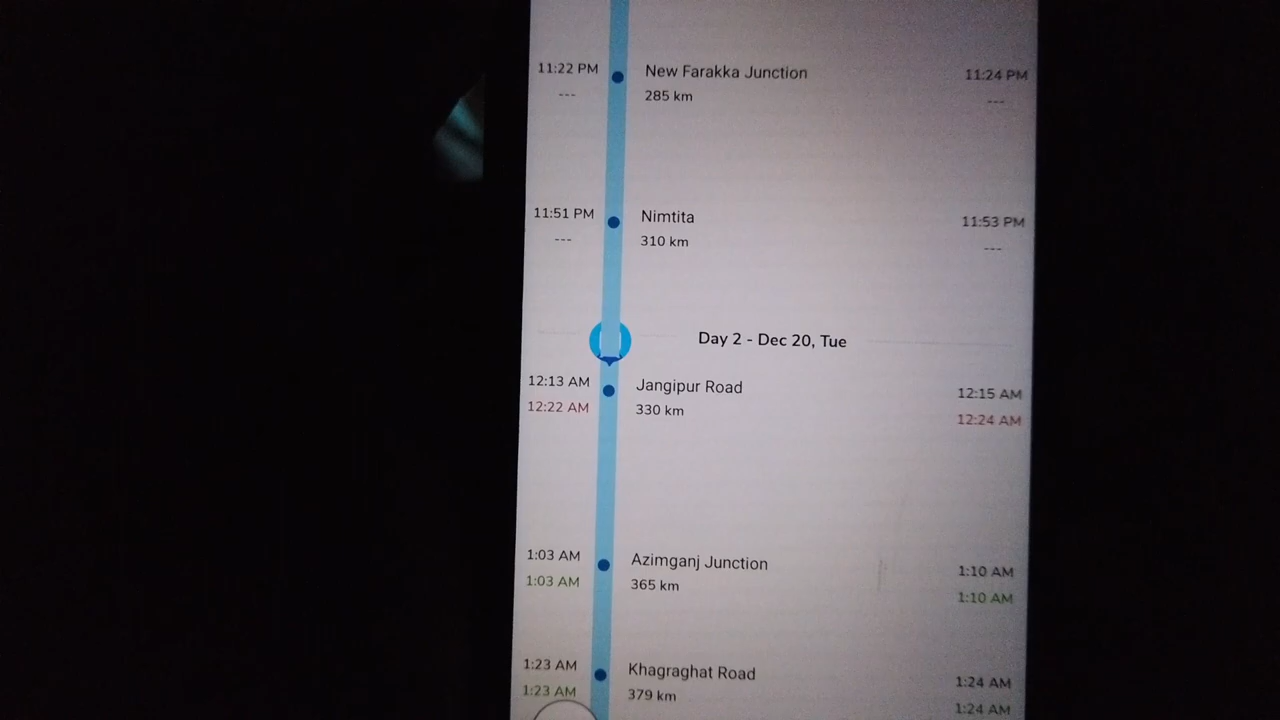 11:22 PM New Farakka Junction 11:24 PM
--- 285 km ---
11:51 PM Nimtita 11:53 PM
--- 310 km ---
Day 2 - Dec 20, Tue
12:13 AM Jangipur Road 12:15 AM
12:22 AM 330 km 12:24 AM
1:03 AM Azimganj Junction 1:10 AM
1:03 AM 365 km 1:10 AM
1:23 AM Khagraghat Road 1:24 AM
1:23 AM 379 km 1:24 AM